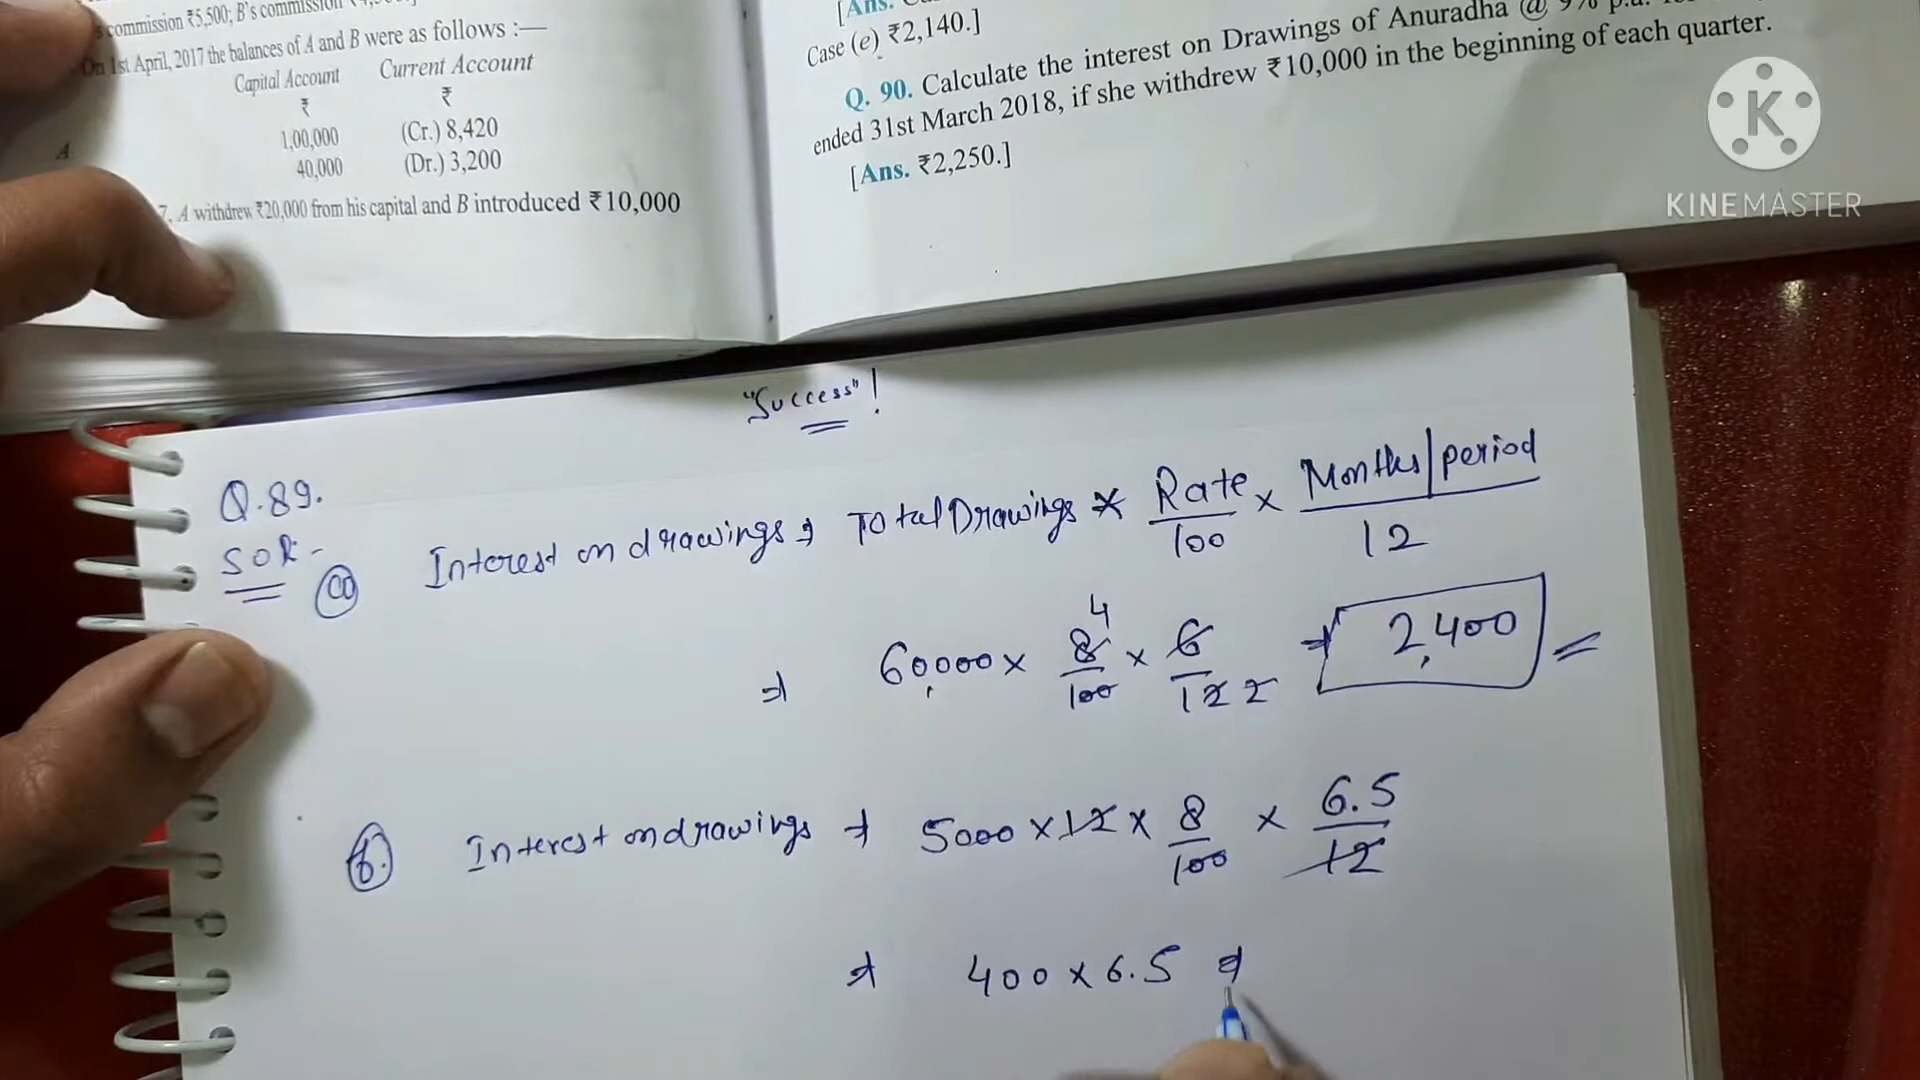 commission ₹5,500; B's commission
On 1st April, 2017 the balances of A and B were as follows :—
Capital Account Current Account
₹ ₹
A 1,00,000 (Cr.) 8,420
40,000 (Dr.) 3,200
7. A withdrew ₹20,000 from his capital and B introduced ₹10,000
[Ans.
Case (e) ₹2,140.]
Q. 90. Calculate the interest on Drawings of Anuradha @ 9% p.a.
ended 31st March 2018, if she withdrew ₹10,000 in the beginning of each quarter.
[Ans. ₹2,250.]
K
KINEMASTER
"Success"!
Q.89.
Sol-
(a) Interest on drawings ⇒ Total Drawings × Rate/100 × Months/period/12
⇒ 60,000 × 8/100 4 × 6/12 2 ⇒ 2,400
(b.) Interest on drawings ⇒ 5000 × 12 × 8/100 × 6.5/12
⇒ 400 × 6.5 ⇒